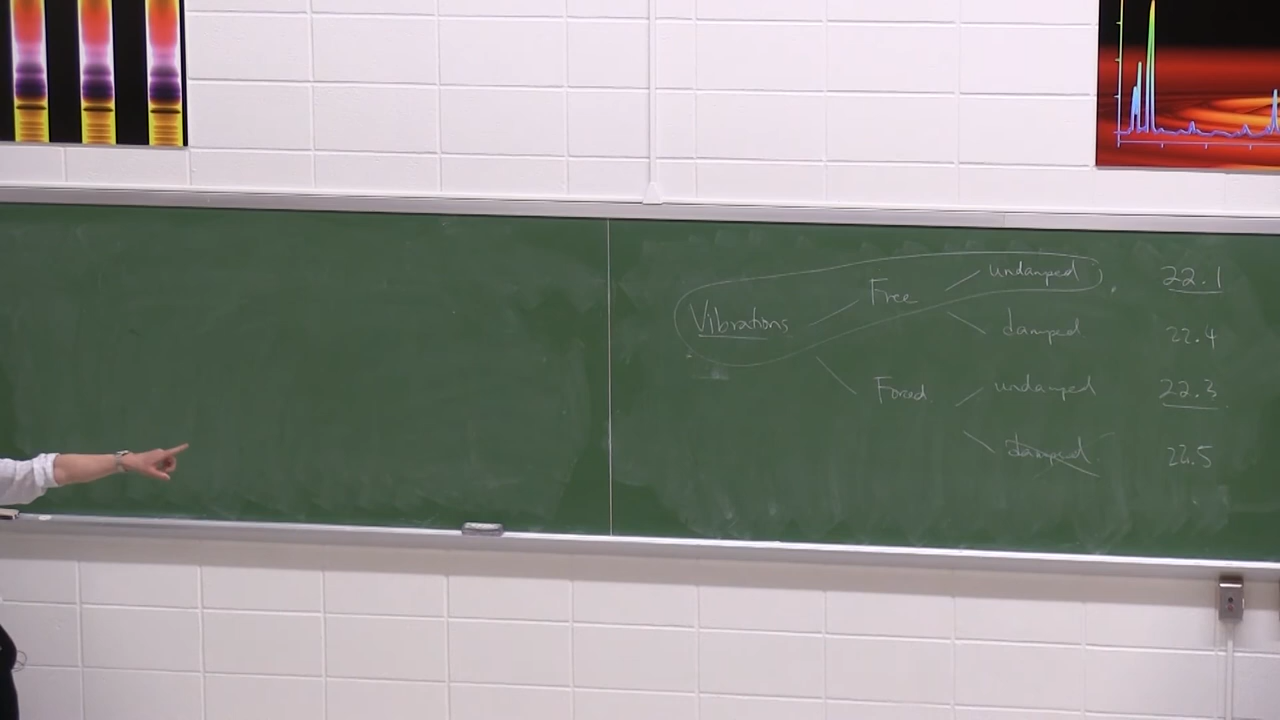 undamped 22.1
Free
Vibrations
damped 22.4
Forced undamped 22.3
damped 22.5